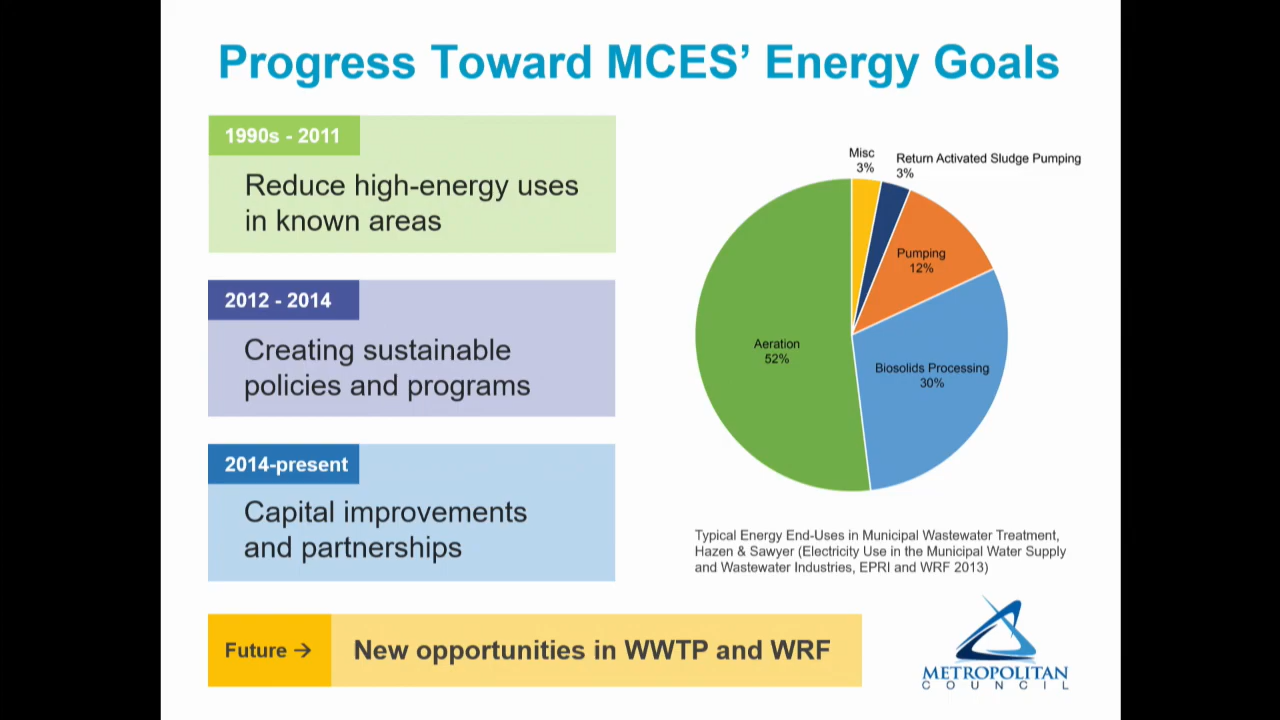 Progress Toward MCES’ Energy Goals
1990s - 2011
Reduce high-energy uses
in known areas
2012 - 2014
Creating sustainable
policies and programs
2014-present
Capital improvements
and partnerships
Future →
New opportunities in WWTP and WRF
Misc
3%
Return Activated Sludge Pumping
3%
Pumping
12%
Aeration
52%
Biosolids Processing
30%
Typical Energy End-Uses in Municipal Wastewater Treatment,
Hazen & Sawyer (Electricity Use in the Municipal Water Supply
and Wastewater Industries, EPRI and WRF 2013)
METROPOLITAN
COUNCIL